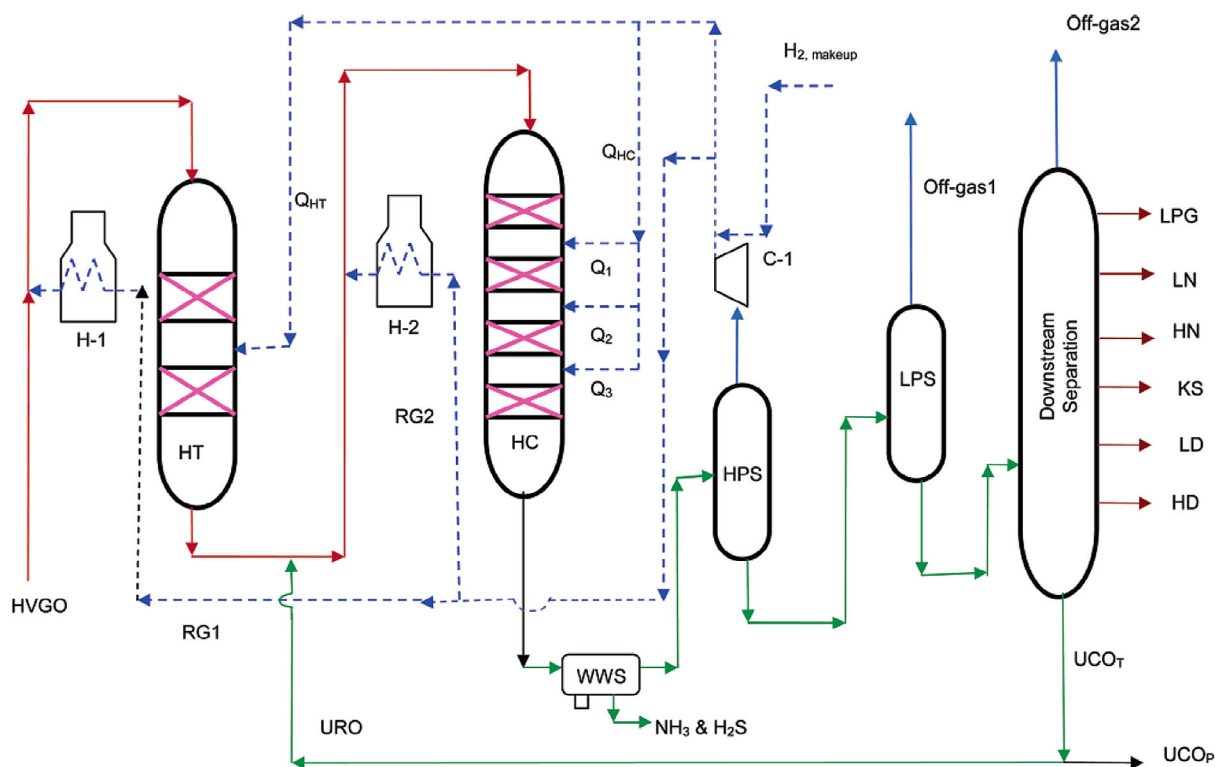 Off-gas2
H2, makeup
QHC
Off-gas1
LPG
QHT
C-1
Q1
LN
H-1
H-2
Q2
HN
LPS
Downstream
Separation
KS
Q3
RG2
HT
HC
LD
HPS
HD
HVGO
RG1
UCOT
WWS
URO
NH3 & H2S
UCOP